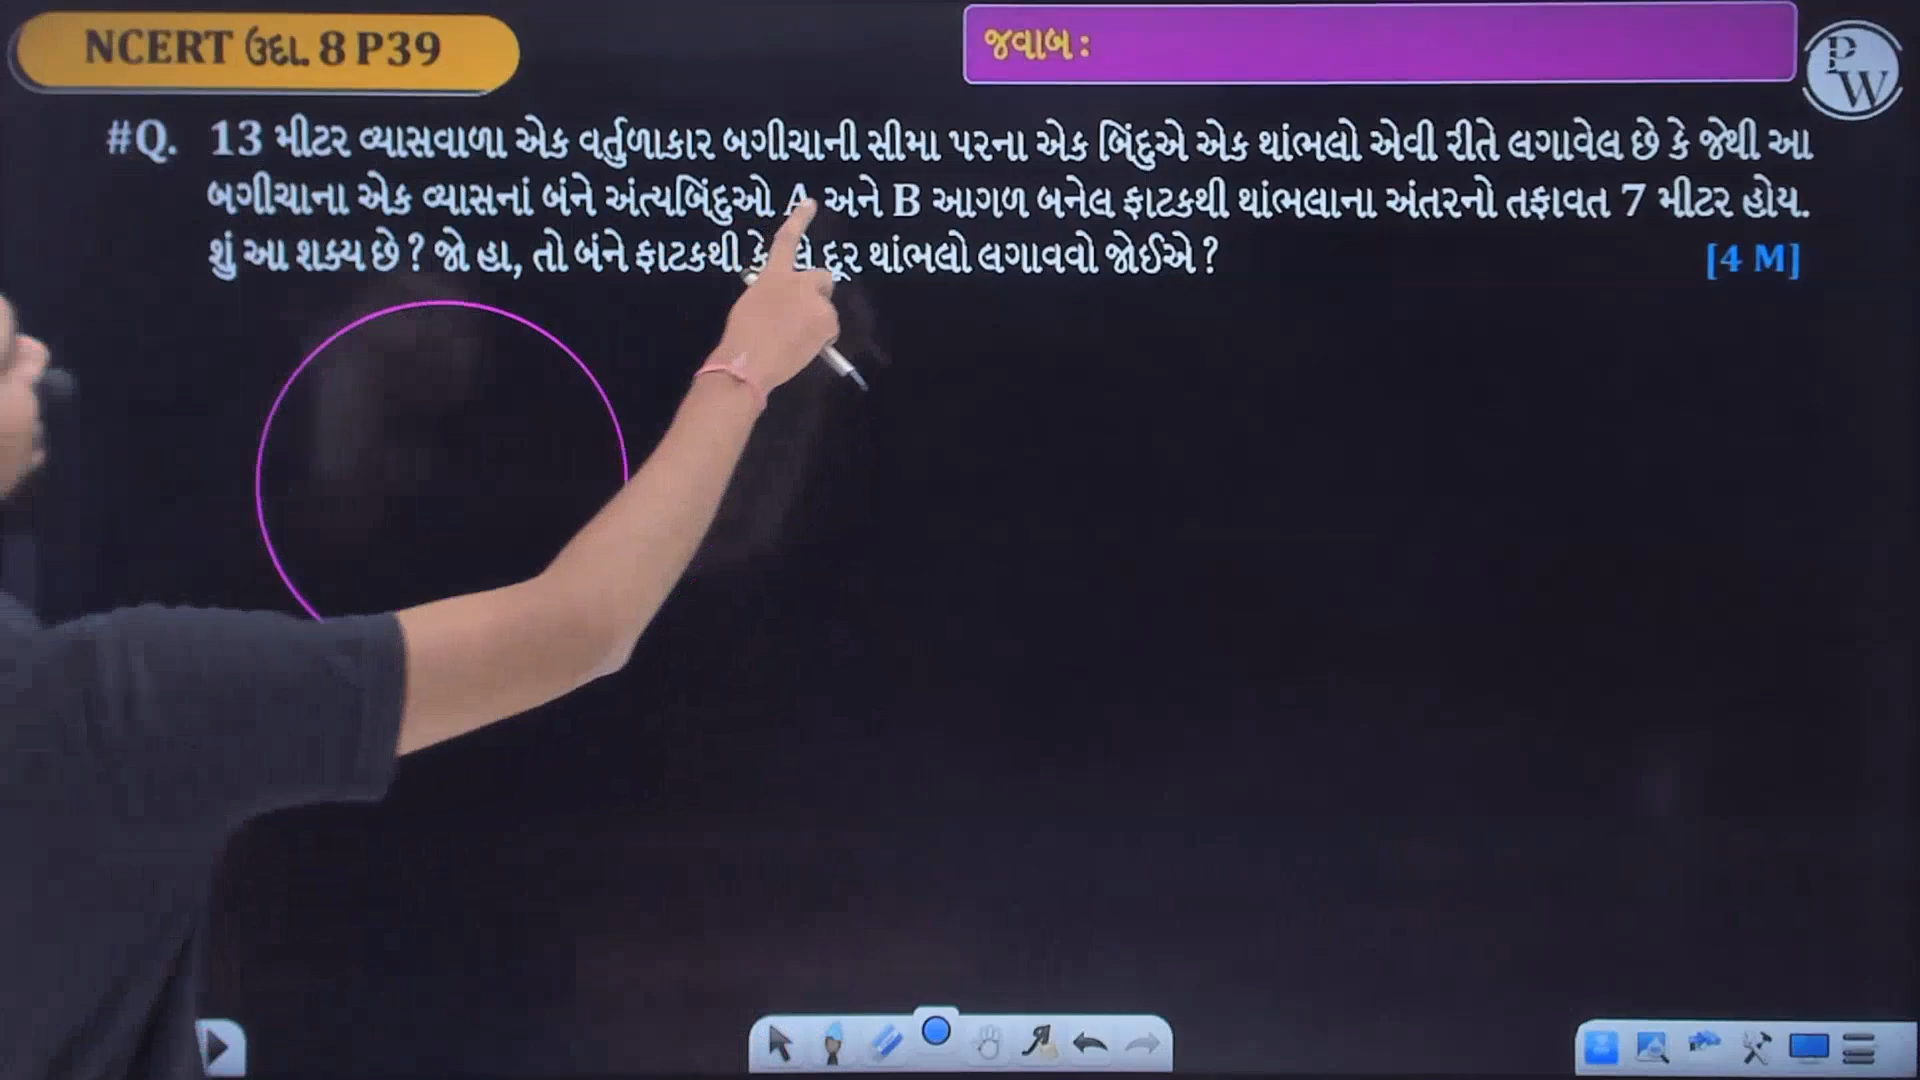 NCERT ઉદા. 8 P39
જવાબ :
PW
#Q. 13 મીટર વ્યાસવાળા એક વર્તુળાકાર બગીચાની સીમા પરના એક બિંદુએ એક થાંભલો એવી રીતે લગાવેલ છે કે જેથી આ
બગીચાના એક વ્યાસનાં બંને અંત્યબિંદુઓ A અને B આગળ બનેલ ફાટકથી થાંભલાના અંતરનો તફાવત 7 મીટર હોય.
શું આ શક્ય છે ? જો હા, તો બંને ફાટકથી દૂર થાંભલો લગાવવો જોઈએ ? [4 M]